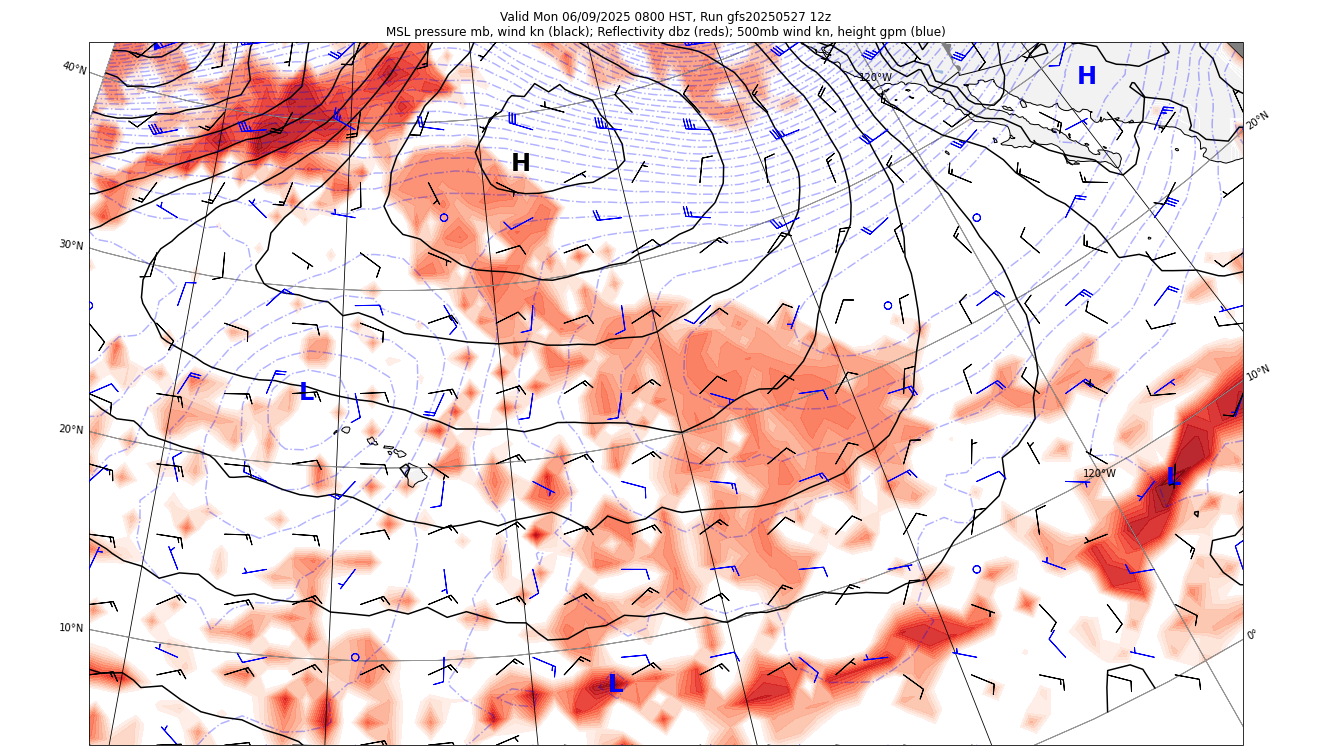 Valid Mon 06/09/2025 0800 HST, Run gfs20250527 12z
MSL pressure mb, wind kn (black); Reflectivity dbz (reds); 500mb wind kn, height gpm (blue)
40°N
120°W
H
20°N
H
30°N
10°N
L
20°N
120°W
L
10°N
0°
L